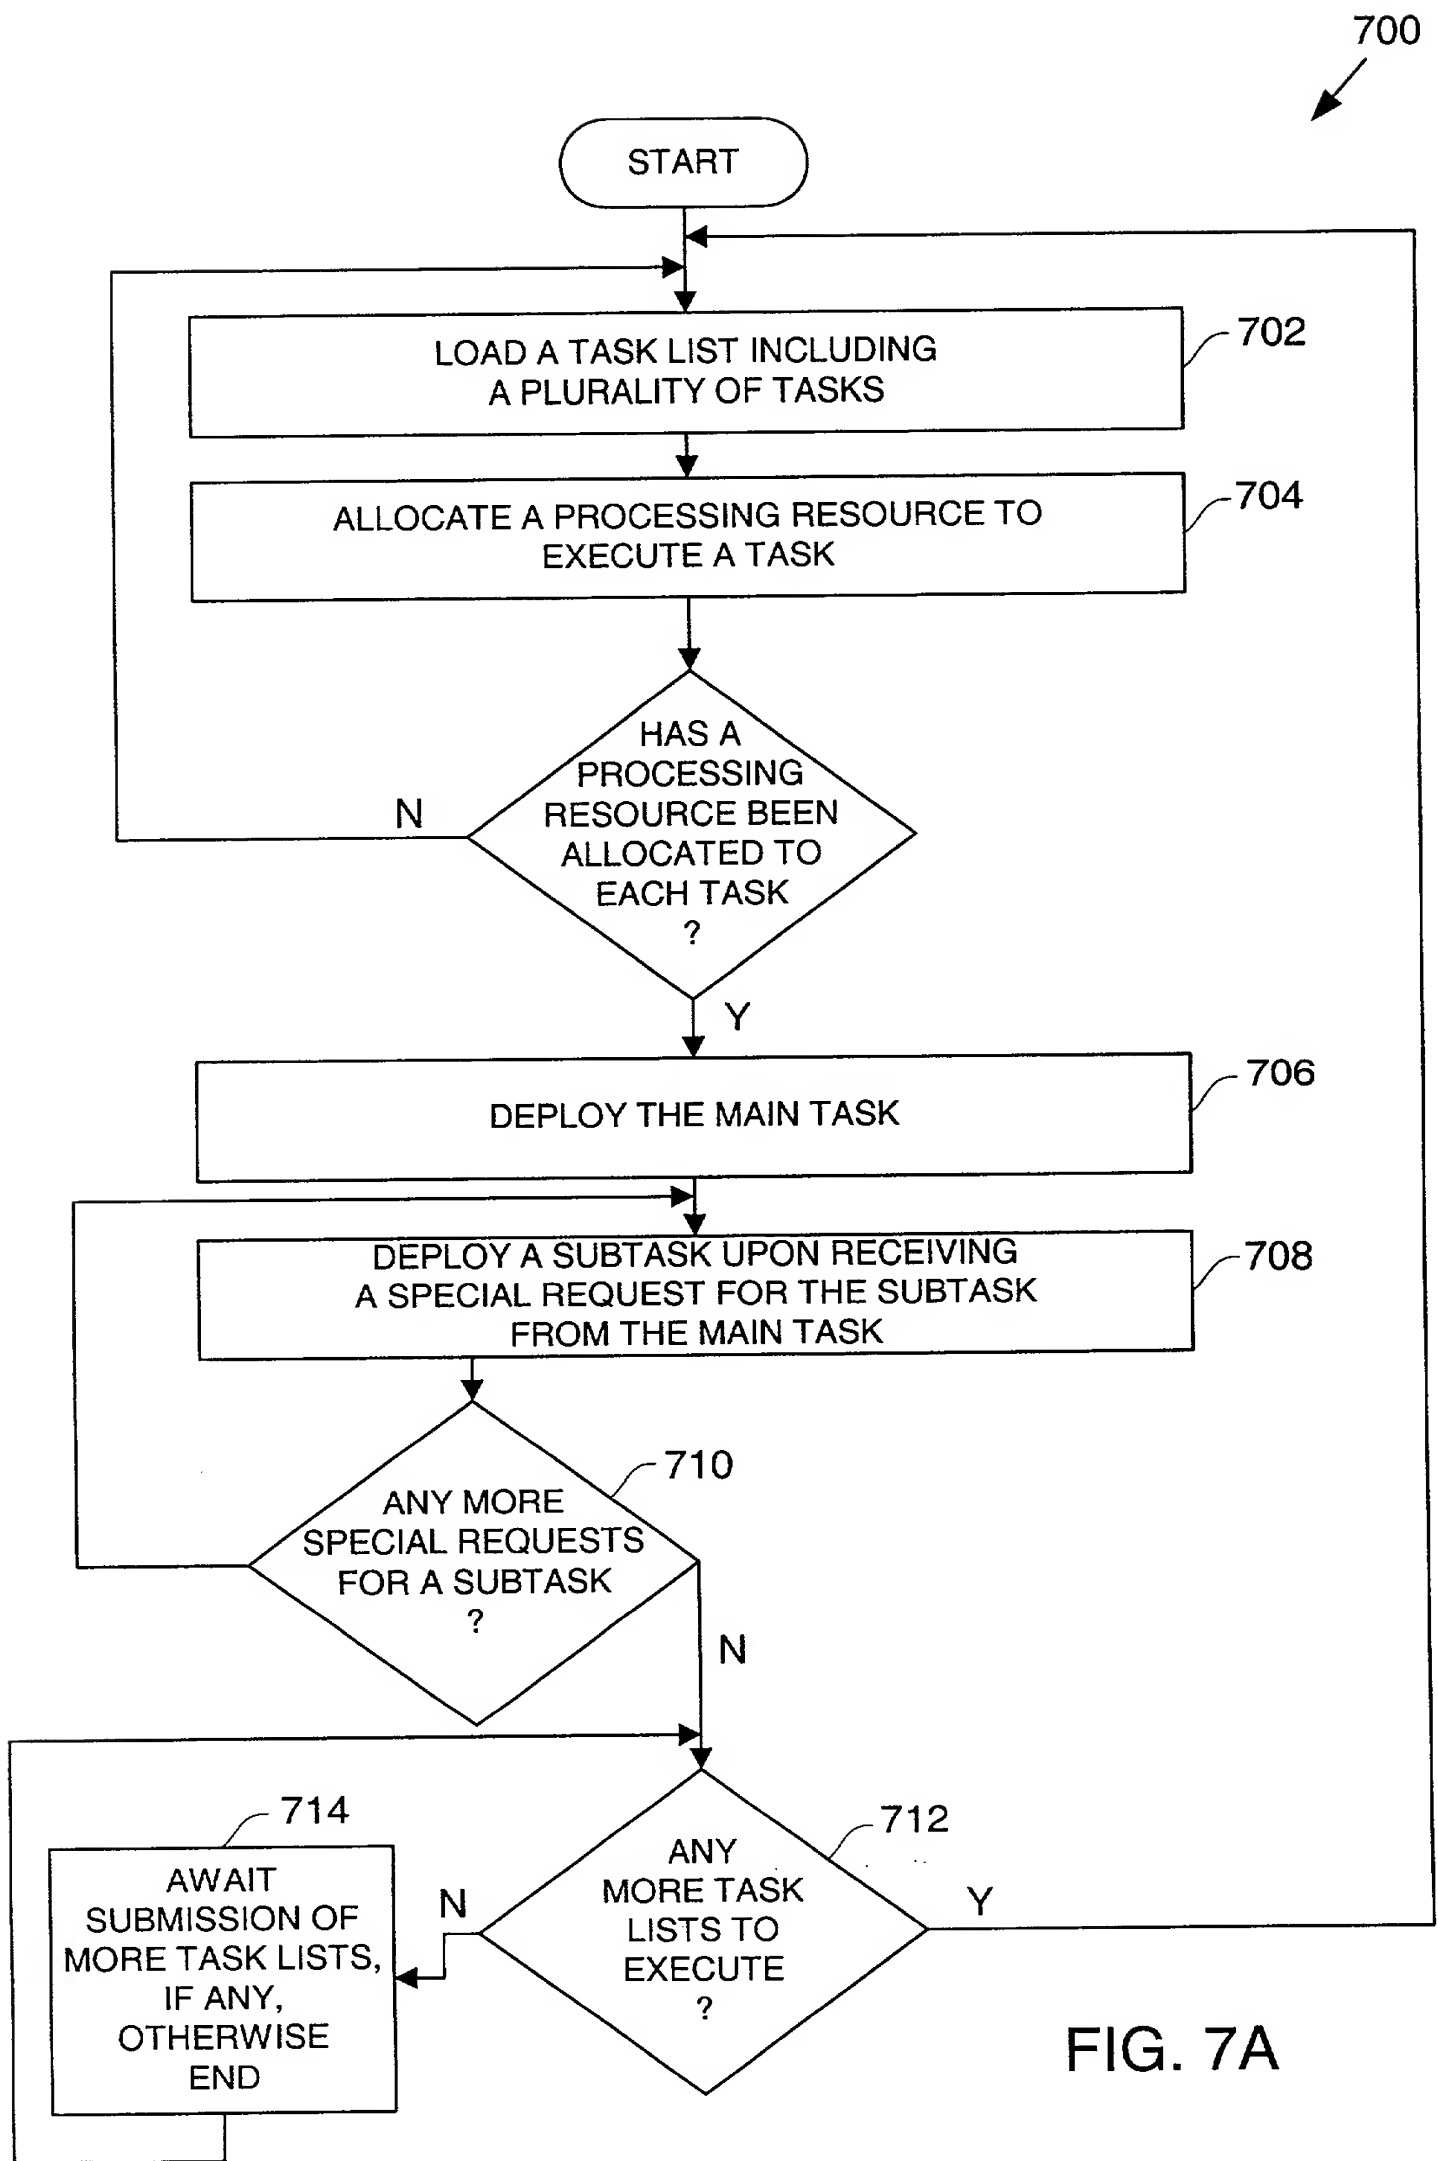 700
START
LOAD A TASK LIST INCLUDING
A PLURALITY OF TASKS
702
ALLOCATE A PROCESSING RESOURCE TO
EXECUTE A TASK
704
HAS A
PROCESSING
RESOURCE BEEN
ALLOCATED TO
EACH TASK
?
N
Y
DEPLOY THE MAIN TASK
706
DEPLOY A SUBTASK UPON RECEIVING
A SPECIAL REQUEST FOR THE SUBTASK
FROM THE MAIN TASK
708
ANY MORE
SPECIAL REQUESTS
FOR A SUBTASK
?
710
N
ANY
MORE TASK
LISTS TO
EXECUTE
?
712
N
Y
714
AWAIT
SUBMISSION OF
MORE TASK LISTS,
IF ANY,
OTHERWISE
END
FIG. 7A